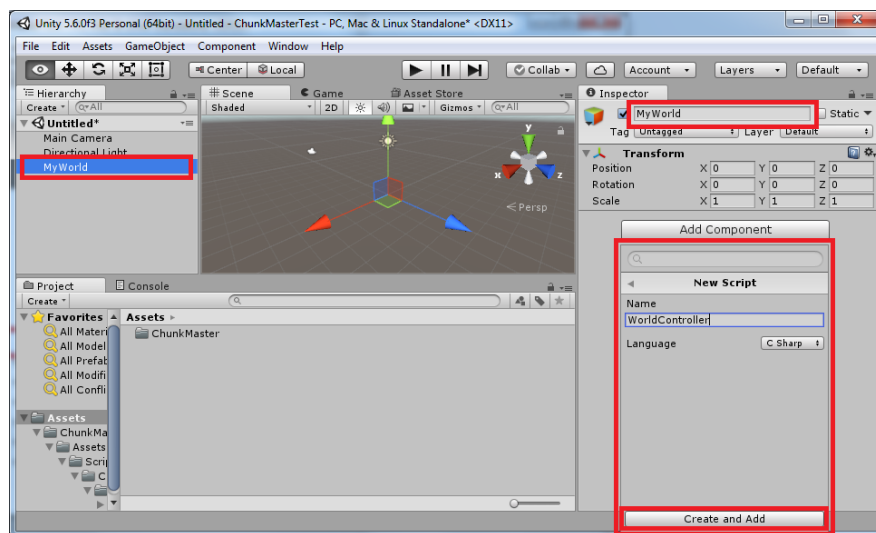 Unity 5.6.0f3 Personal (64bit) - Untitled - ChunkMasterTest - PC, Mac & Linux Standalone* <DX11>
File Edit Assets GameObject Component Window Help
Center Local Collab Account Layers Default
Hierarchy
Create All
Untitled*
Main Camera
Directional Light
MyWorld
Scene Game Asset Store
Shaded 2D Gizmos All
y
x z
Persp
Inspector
MyWorld Static
Tag Untagged Layer Default
Transform
Position X 0 Y 0 Z 0
Rotation X 0 Y 0 Z 0
Scale X 1 Y 1 Z 1
Add Component
New Script
Name
WorldController
Language C Sharp
Create and Add
Project Console
Create
Favorites
All Materi
All Model
All Prefab
All Modifi
All Confli
Assets
ChunkMa
Assets
Scrip
C
Assets
ChunkMaster